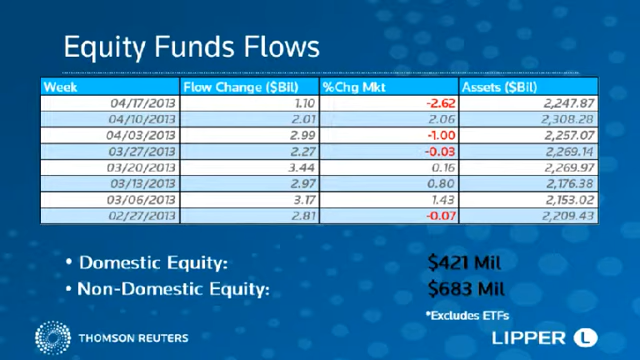 Equity Funds Flows
Week Flow Change ($Bil) %Chg Mkt Assets ($Bil)
04/17/2013 1.10 -2.62 2,247.87
04/10/2013 2.01 2.06 2,308.28
04/03/2013 2.99 -1.00 2,257.07
03/27/2013 2.27 -0.03 2,269.14
03/20/2013 3.44 0.16 2,269.97
03/13/2013 2.97 0.80 2,176.38
03/06/2013 3.17 1.43 2,153.02
02/27/2013 2.81 -0.07 2,209.43
• Domestic Equity: $421 Mil
• Non-Domestic Equity: $683 Mil
*Excludes ETFs
THOMSON REUTERS
LIPPER L